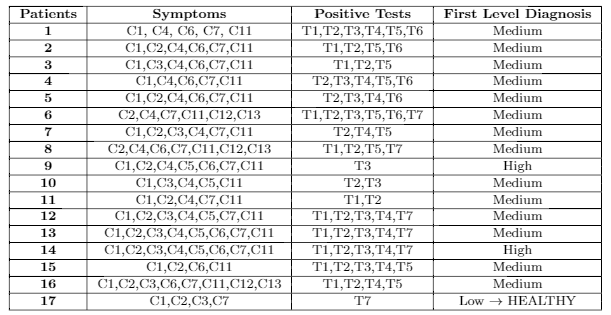 Patients Symptoms Positive Tests First Level Diagnosis
1 C1, C4, C6, C7, C11 T1,T2,T3,T4,T5,T6 Medium
2 C1,C2,C4,C6,C7,C11 T1,T2,T5,T6 Medium
3 C1,C3,C4,C6,C7,C11 T1,T2,T5 Medium
4 C1,C4,C6,C7,C11 T2,T3,T4,T5,T6 Medium
5 C1,C2,C4,C6,C7,C11 T2,T3,T4,T6 Medium
6 C2,C4,C7,C11,C12,C13 T1,T2,T3,T5,T6,T7 Medium
7 C1,C2,C3,C4,C7,C11 T2,T4,T5 Medium
8 C2,C4,C6,C7,C11,C12,C13 T1,T2,T5,T7 Medium
9 C1,C2,C4,C5,C6,C7,C11 T3 High
10 C1,C3,C4,C5,C11 T2,T3 Medium
11 C1,C2,C4,C7,C11 T1,T2 Medium
12 C1,C2,C3,C4,C5,C7,C11 T1,T2,T3,T4,T7 Medium
13 C1,C2,C3,C4,C5,C6,C7,C11 T1,T2,T3,T4,T7 Medium
14 C1,C2,C3,C4,C5,C6,C7,C11 T1,T2,T3,T4,T7 High
15 C1,C2,C6,C11 T1,T2,T3,T4,T5 Medium
16 C1,C2,C3,C6,C7,C11,C12,C13 T1,T2,T4,T5 Medium
17 C1,C2,C3,C7 T7 Low → HEALTHY